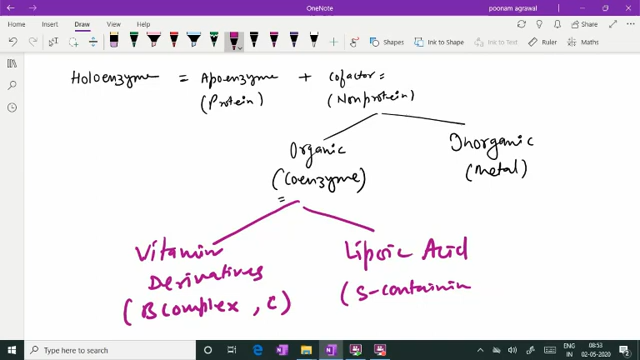 OneNote
poonam agrawal
Home Insert Draw View Help
Shapes Ink to Shape Ink to Text Ruler Maths
Holoenzyme = Apoenzyme + Cofactor =
(Protein) (Nonprotein)
Organic Inorganic
(Coenzyme) (Metal)
=
Vitamin Lipoic Acid
Derivatives (S-containin
(B complex, C)
Type here to search
ENG 08:53
IN 02-05-2020